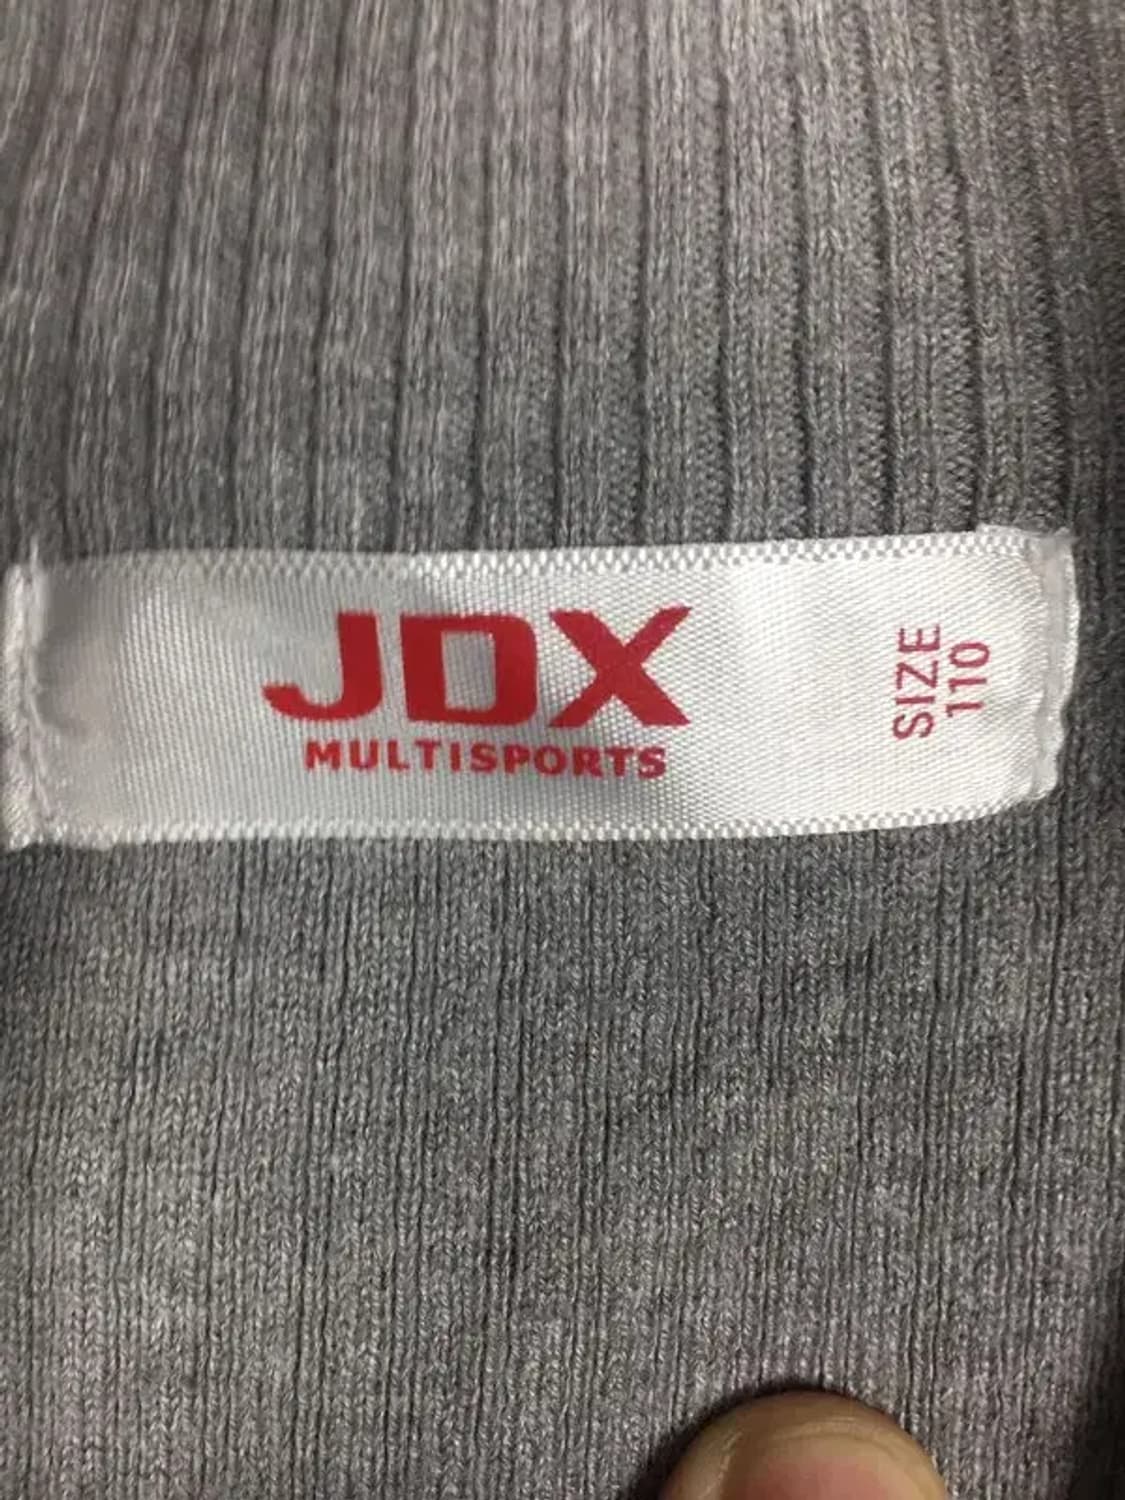 JDX
MULTISPORTS
SIZE
110